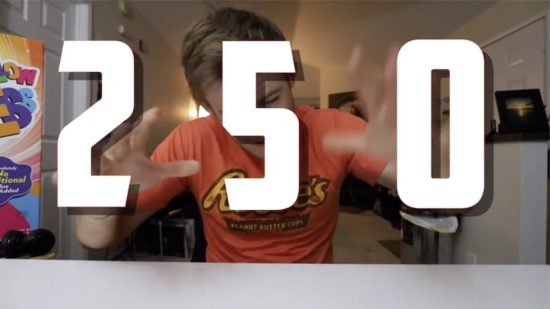 250
Reese's
PEANUT BUTTER CUPS
No
Added